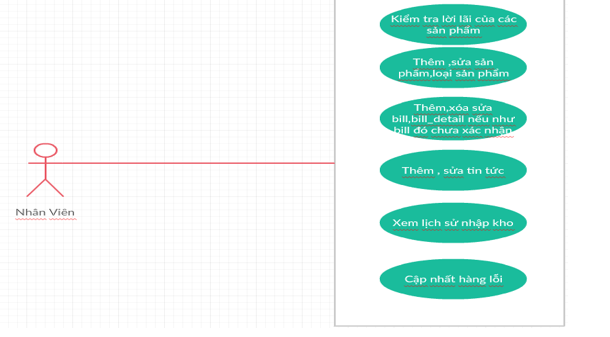 Kiểm tra lời lãi của các
sản phẩm
Thêm ,sửa sản
phẩm,loại sản phẩm
Thêm,xóa sửa
bill,bill_detail nếu như
bill đó chưa xác nhận
Thêm , sửa tin tức
Nhân Viên
Xem lịch sử nhập kho
Cập nhất hàng lỗi